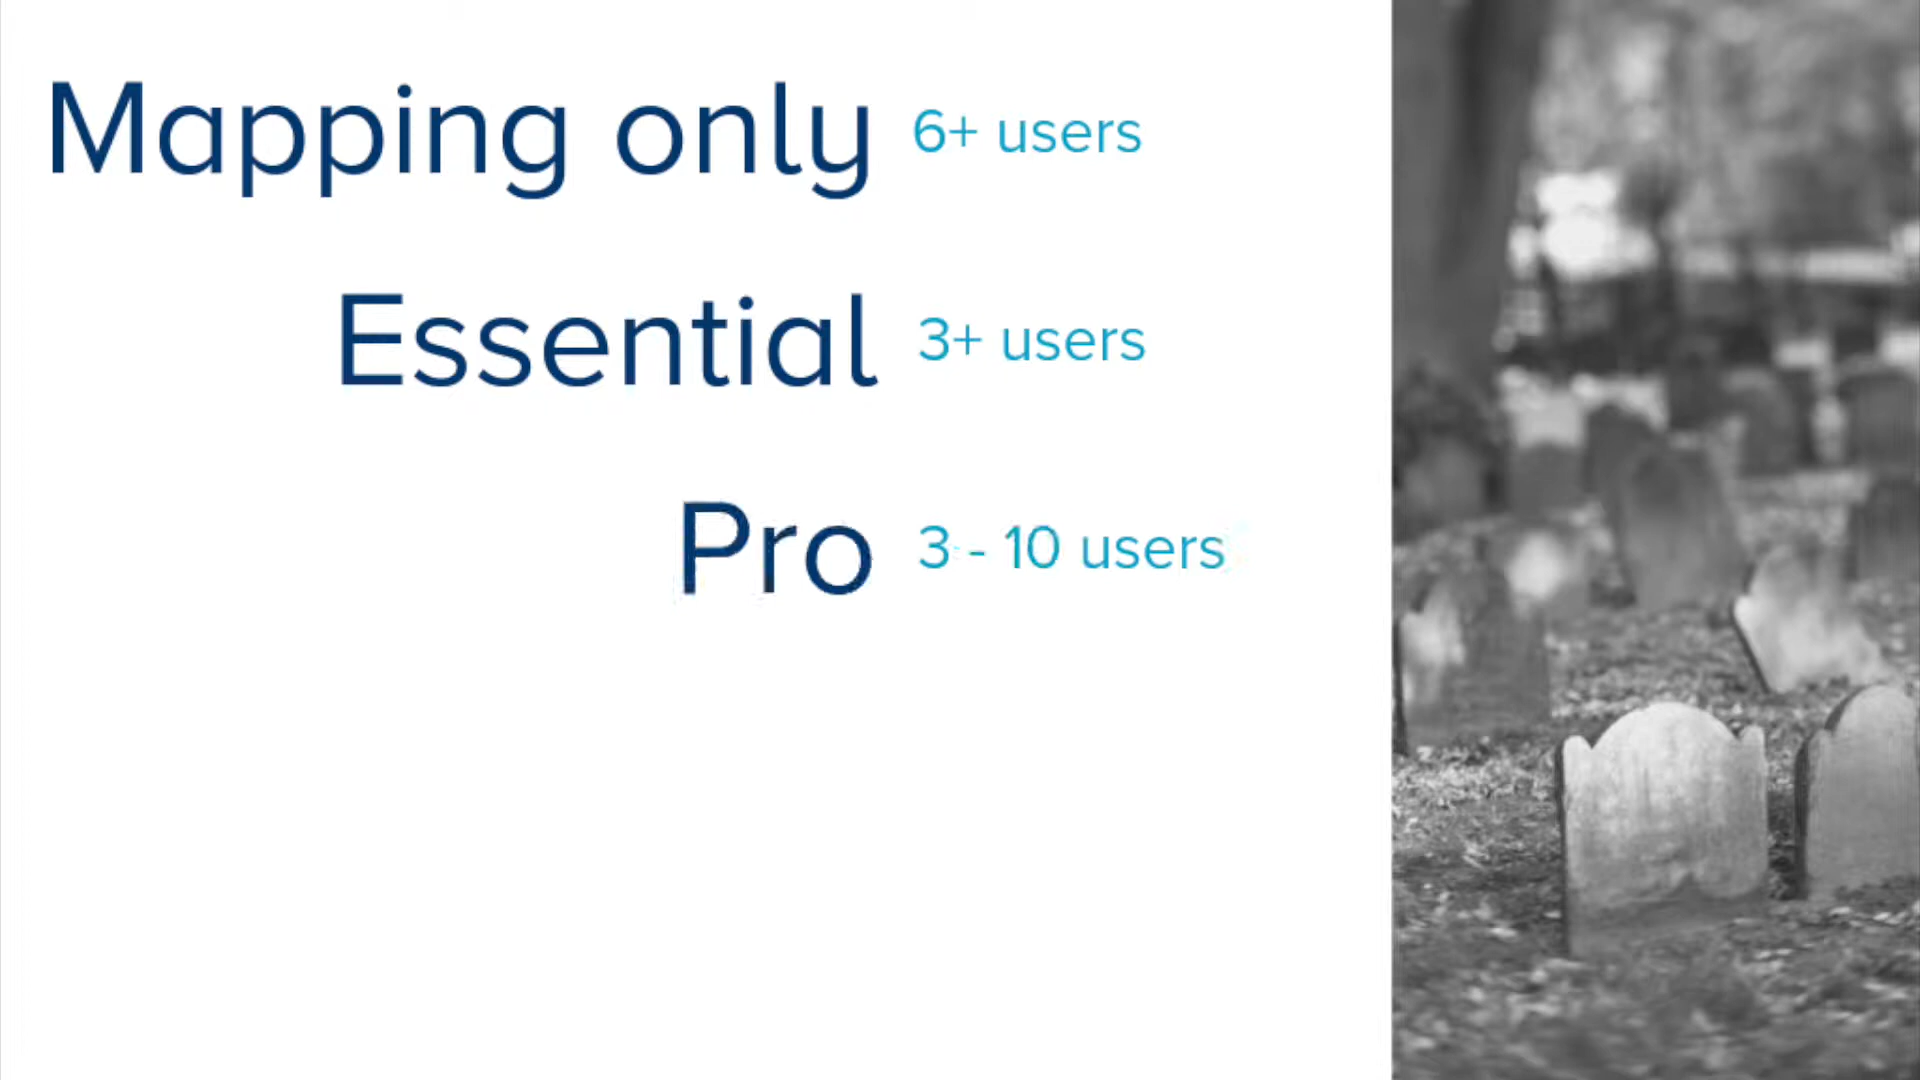 Mapping only 6+ users
Essential 3+ users
Pro 3 - 10 users